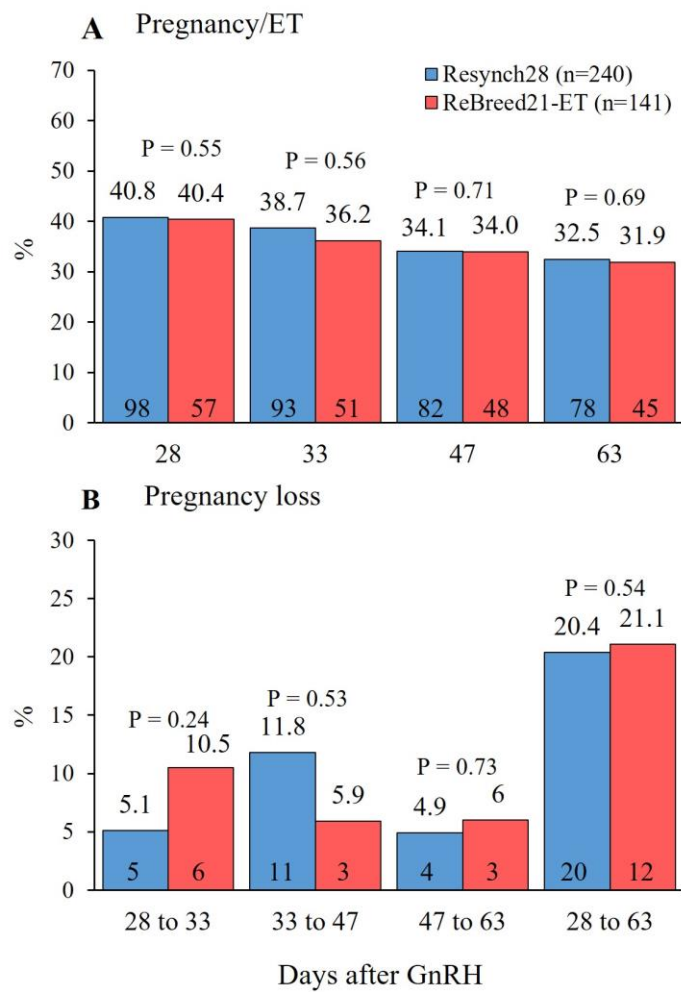 A Pregnancy/ET
70
60
50
40
30
20
10
0
%
Resynch28 (n=240)
ReBreed21-ET (n=141)
P = 0.55
P = 0.56
P = 0.71
P = 0.69
40.8 40.4
38.7 36.2
34.1 34.0
32.5 31.9
98 57 93 51 82 48 78 45
28 33 47 63
B Pregnancy loss
30
25
20
15
10
5
0
%
P = 0.24
P = 0.53
P = 0.73
P = 0.54
5.1 10.5
11.8 5.9
4.9 6
20.4 21.1
5 6 11 3 4 3 20 12
28 to 33 33 to 47 47 to 63 28 to 63
Days after GnRH